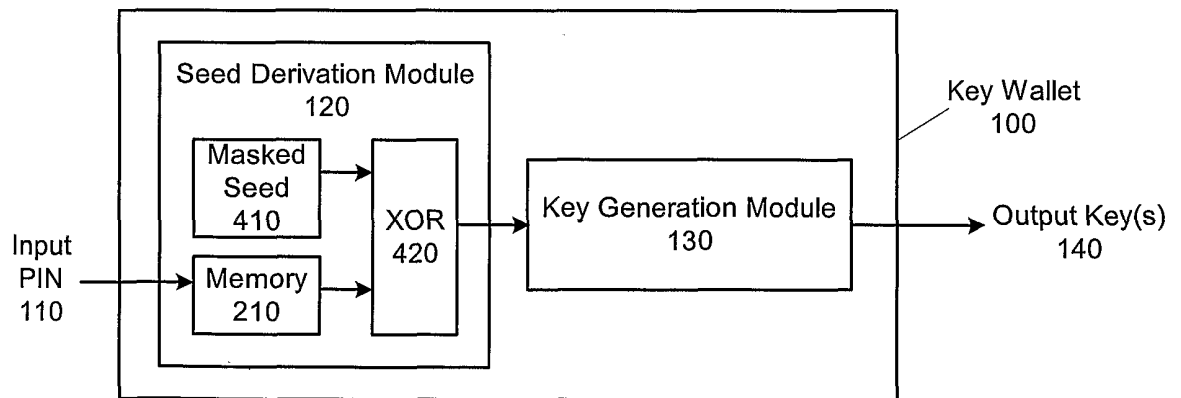 Seed Derivation Module
120
Masked
Seed
410
Memory
210
XOR
420
Input
PIN
110
Key Generation Module
130
Key Wallet
100
Output Key(s)
140